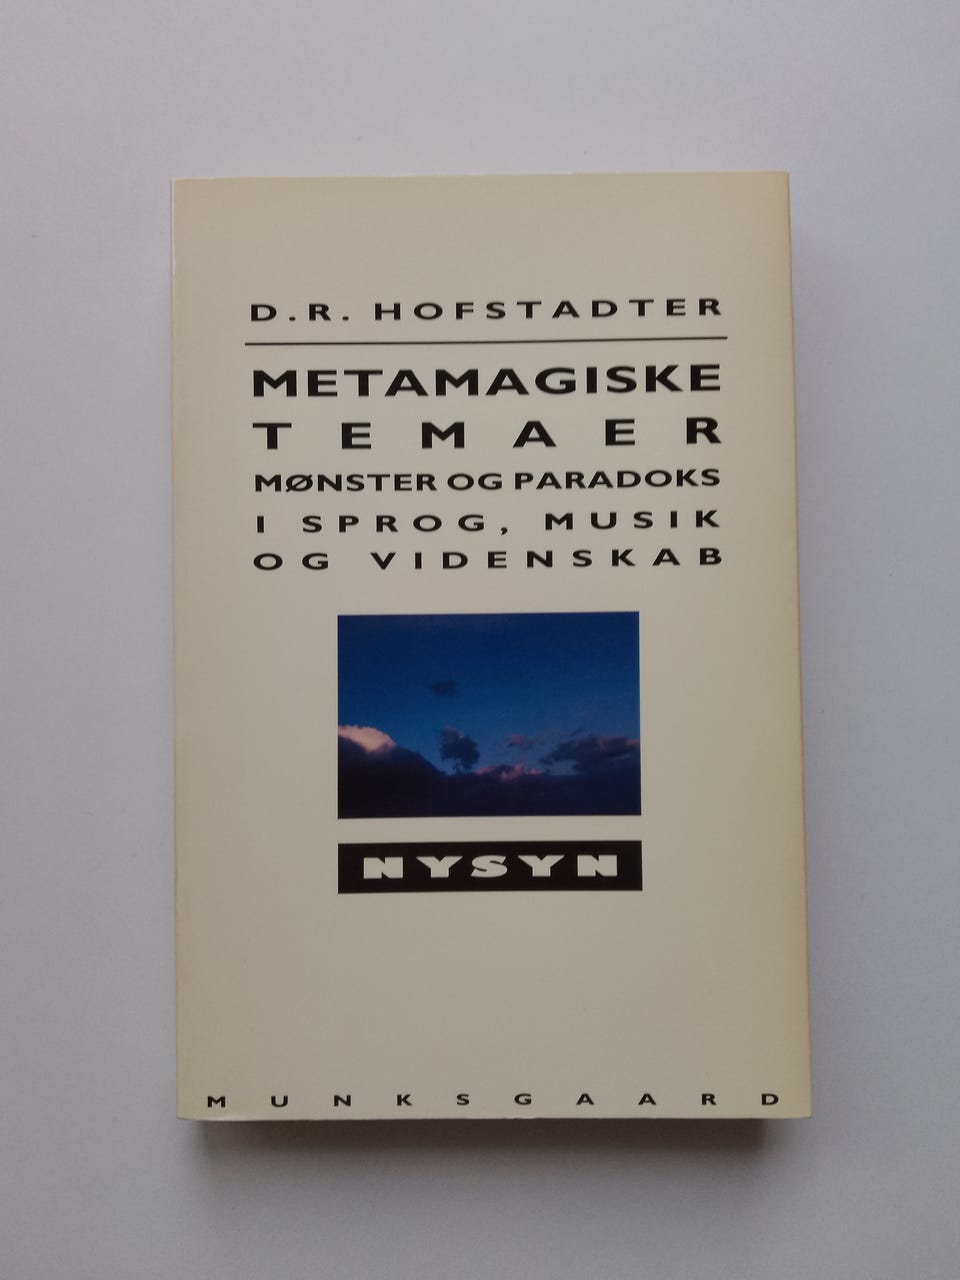 D.R. HOFSTADTER
METAMAGISKE
TEMAER
MØNSTER OG PARADOKS
I SPROG, MUSIK
OG VIDENSKAB
NYSYN
MUNKSGAARD